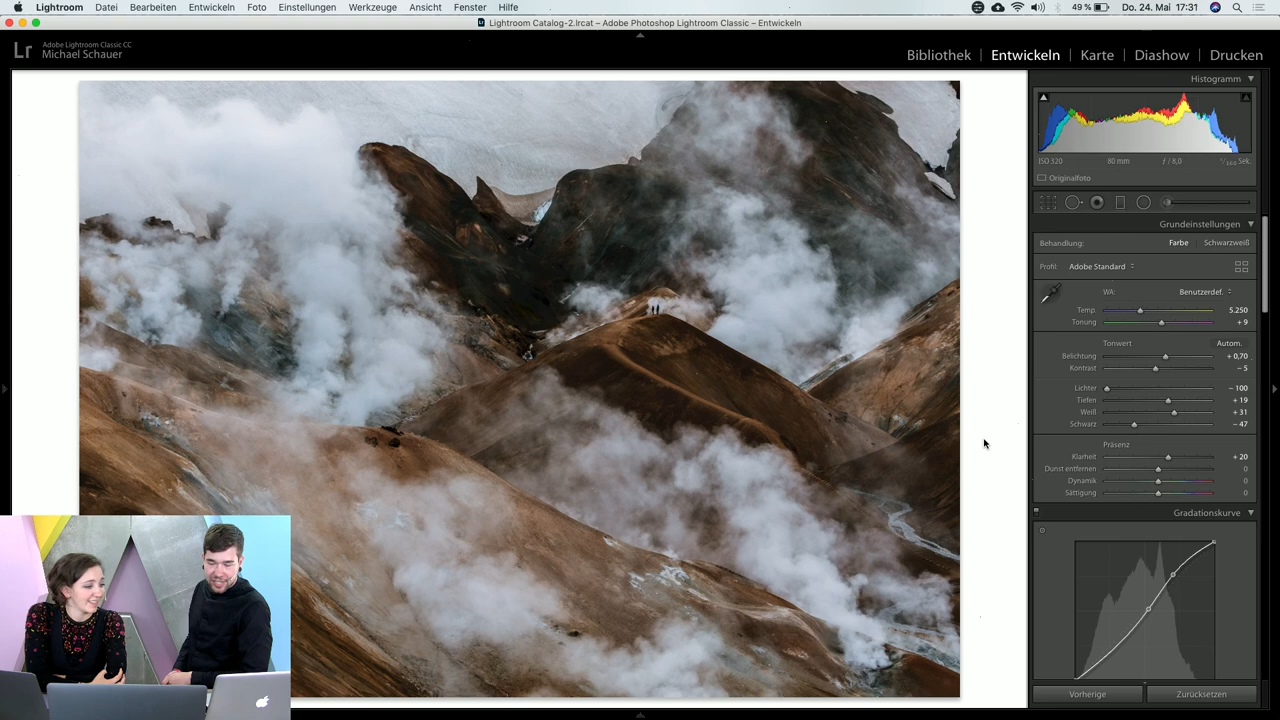 Lightroom Datei Bearbeiten Entwickeln Foto Einstellungen Werkzeuge Ansicht Fenster Hilfe 49 % Do. 24. Mai 17:31
Lightroom Catalog-2.lrcat – Adobe Photoshop Lightroom Classic – Entwickeln
Lr
Adobe Lightroom Classic CC
Michael Schauer
Bibliothek | Entwickeln | Karte | Diashow | Drucken
Histogramm
ISO 320 80 mm ƒ / 8,0 Sek.
Originalfoto
Grundeinstellungen
Behandlung: Farbe Schwarzweiß
Profil: Adobe Standard
WA: Benutzerdef.
Temp. 5.250
Tonung + 9
Tonwert Autom.
Belichtung + 0,70
Kontrast – 5
Lichter – 100
Tiefen + 19
Weiß + 31
Schwarz – 47
Präsenz
Klarheit + 20
Dunst entfernen 0
Dynamik 0
Sättigung 0
Gradationskurve
Vorherige Zurücksetzen